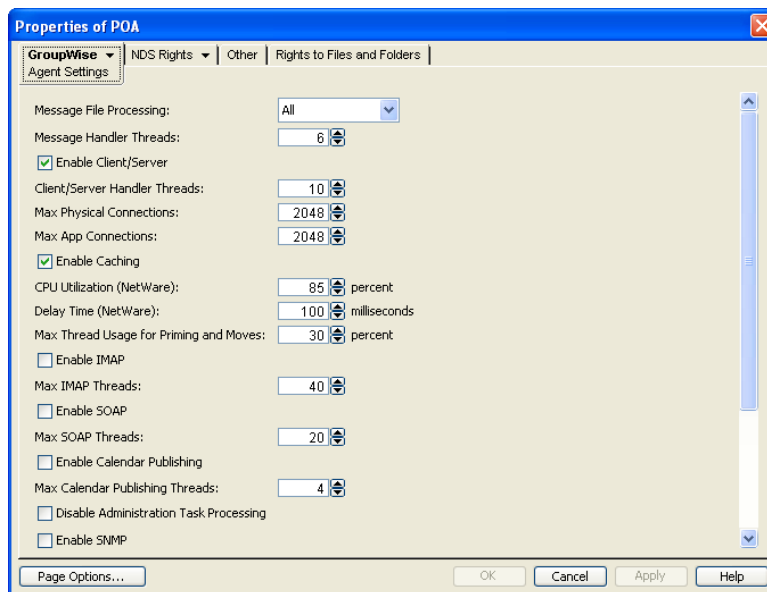 Properties of POA
GroupWise NDS Rights Other Rights to Files and Folders
Agent Settings
Message File Processing: All
Message Handler Threads: 6
Enable Client/Server
Client/Server Handler Threads: 10
Max Physical Connections: 2048
Max App Connections: 2048
Enable Caching
CPU Utilization (NetWare): 85 percent
Delay Time (NetWare): 100 milliseconds
Max Thread Usage for Priming and Moves: 30 percent
Enable IMAP
Max IMAP Threads: 40
Enable SOAP
Max SOAP Threads: 20
Enable Calendar Publishing
Max Calendar Publishing Threads: 4
Disable Administration Task Processing
Enable SNMP
Page Options... OK Cancel Apply Help